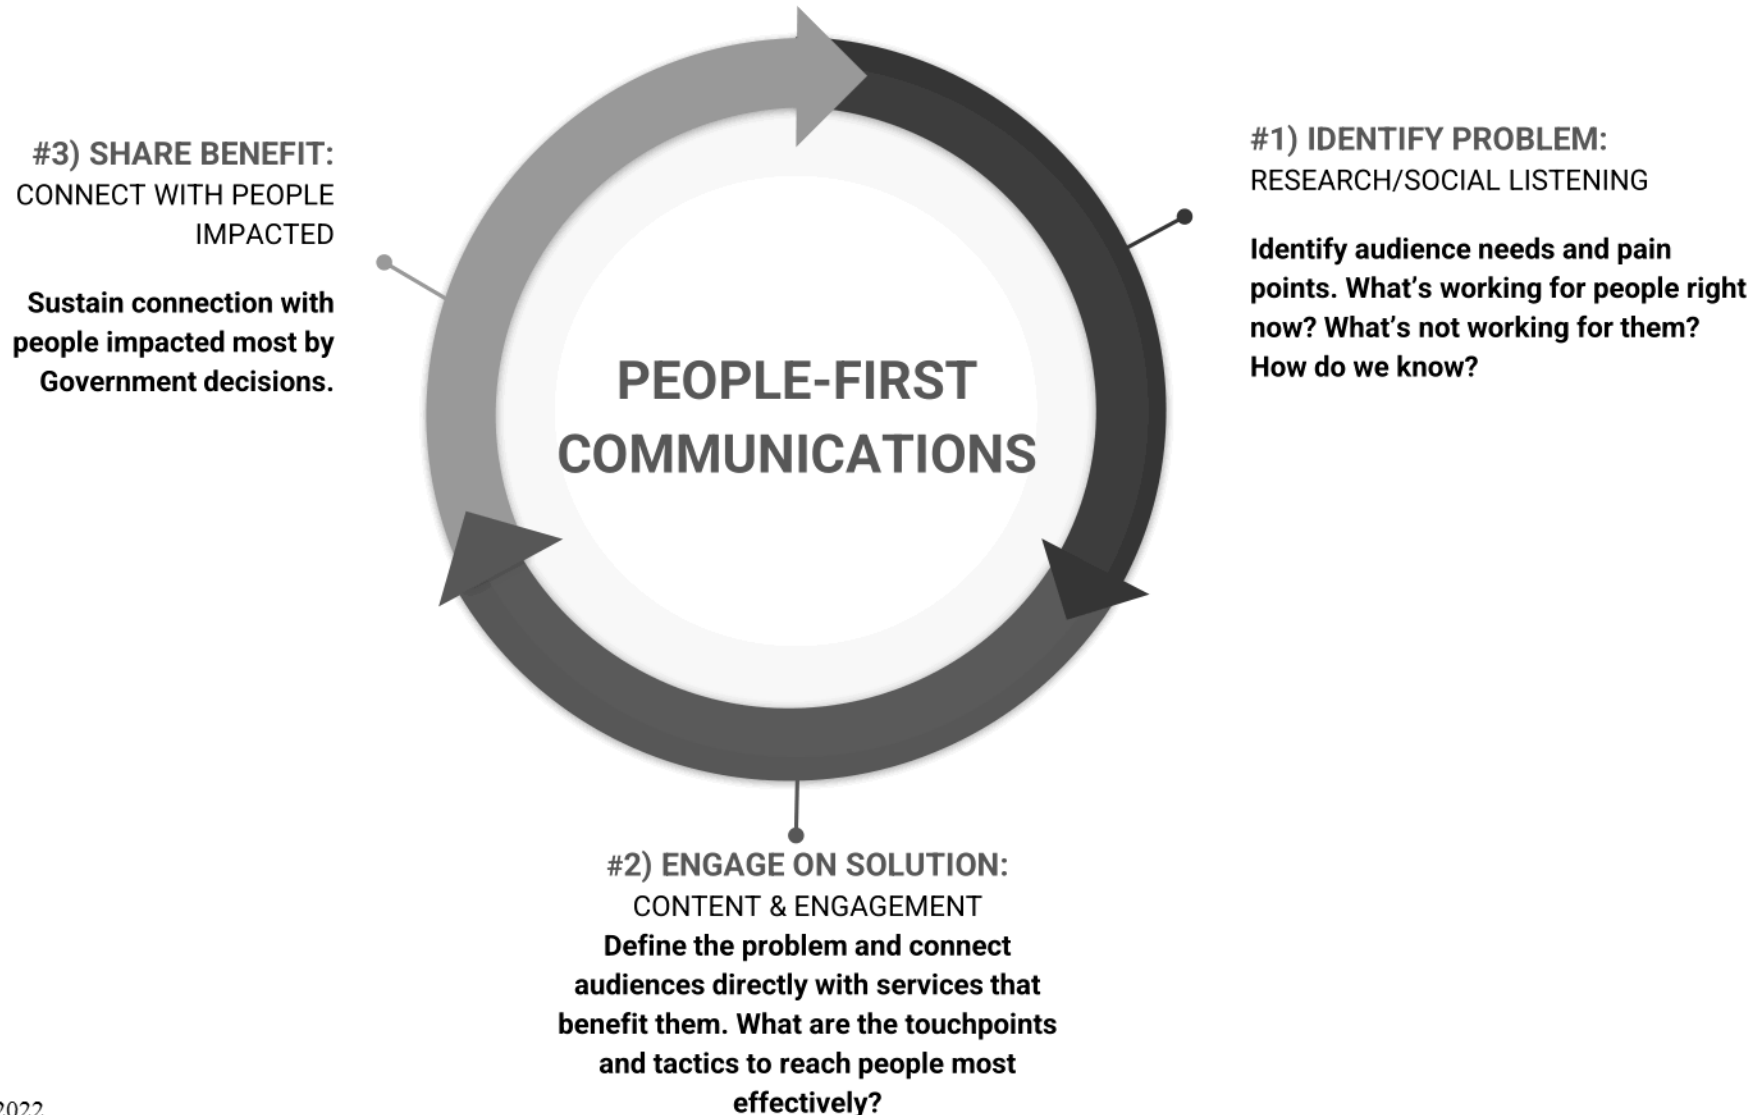 #3) SHARE BENEFIT:
CONNECT WITH PEOPLE
IMPACTED
Sustain connection with
people impacted most by
Government decisions.
PEOPLE-FIRST
COMMUNICATIONS
#1) IDENTIFY PROBLEM:
RESEARCH/SOCIAL LISTENING
Identify audience needs and pain
points. What's working for people right
now? What's not working for them?
How do we know?
#2) ENGAGE ON SOLUTION:
CONTENT & ENGAGEMENT
Define the problem and connect
audiences directly with services that
benefit them. What are the touchpoints
and tactics to reach people most
effectively?
2022